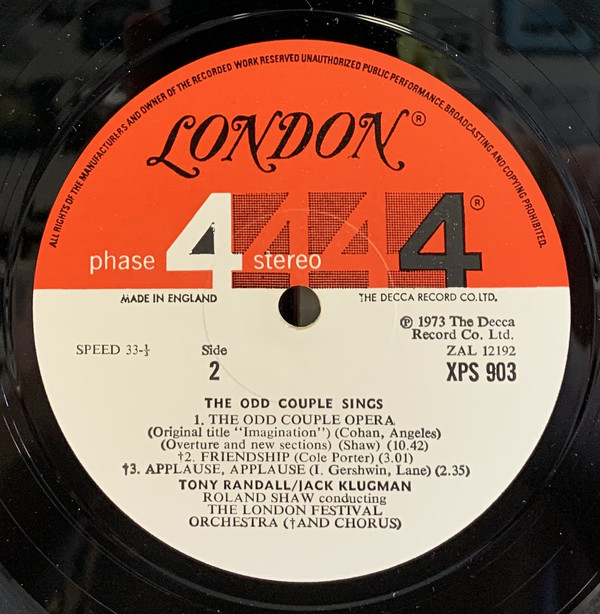 ALL RIGHTS OF THE MANUFACTURERS AND OWNER OF THE RECORDED WORK RESERVED UNAUTHORIZED PUBLIC PERFORMANCE, BROADCASTING AND COPYING PROHIBITED.
LONDON®
phase 4 stereo 4 4 4®
MADE IN ENGLAND THE DECCA RECORD CO. LTD.
℗ 1973 The Decca
Record Co. Ltd.
SPEED 33-⅓ Side ZAL 12192
2 XPS 903
THE ODD COUPLE SINGS
1. THE ODD COUPLE OPERA
(Original title "Imagination") (Cohan, Angeles)
(Overture and new sections) (Shaw) (10.42)
†2. FRIENDSHIP (Cole Porter) (3.01)
†3. APPLAUSE, APPLAUSE (I. Gershwin, Lane) (2.35)
TONY RANDALL/JACK KLUGMAN
ROLAND SHAW conducting
THE LONDON FESTIVAL
ORCHESTRA (†AND CHORUS)